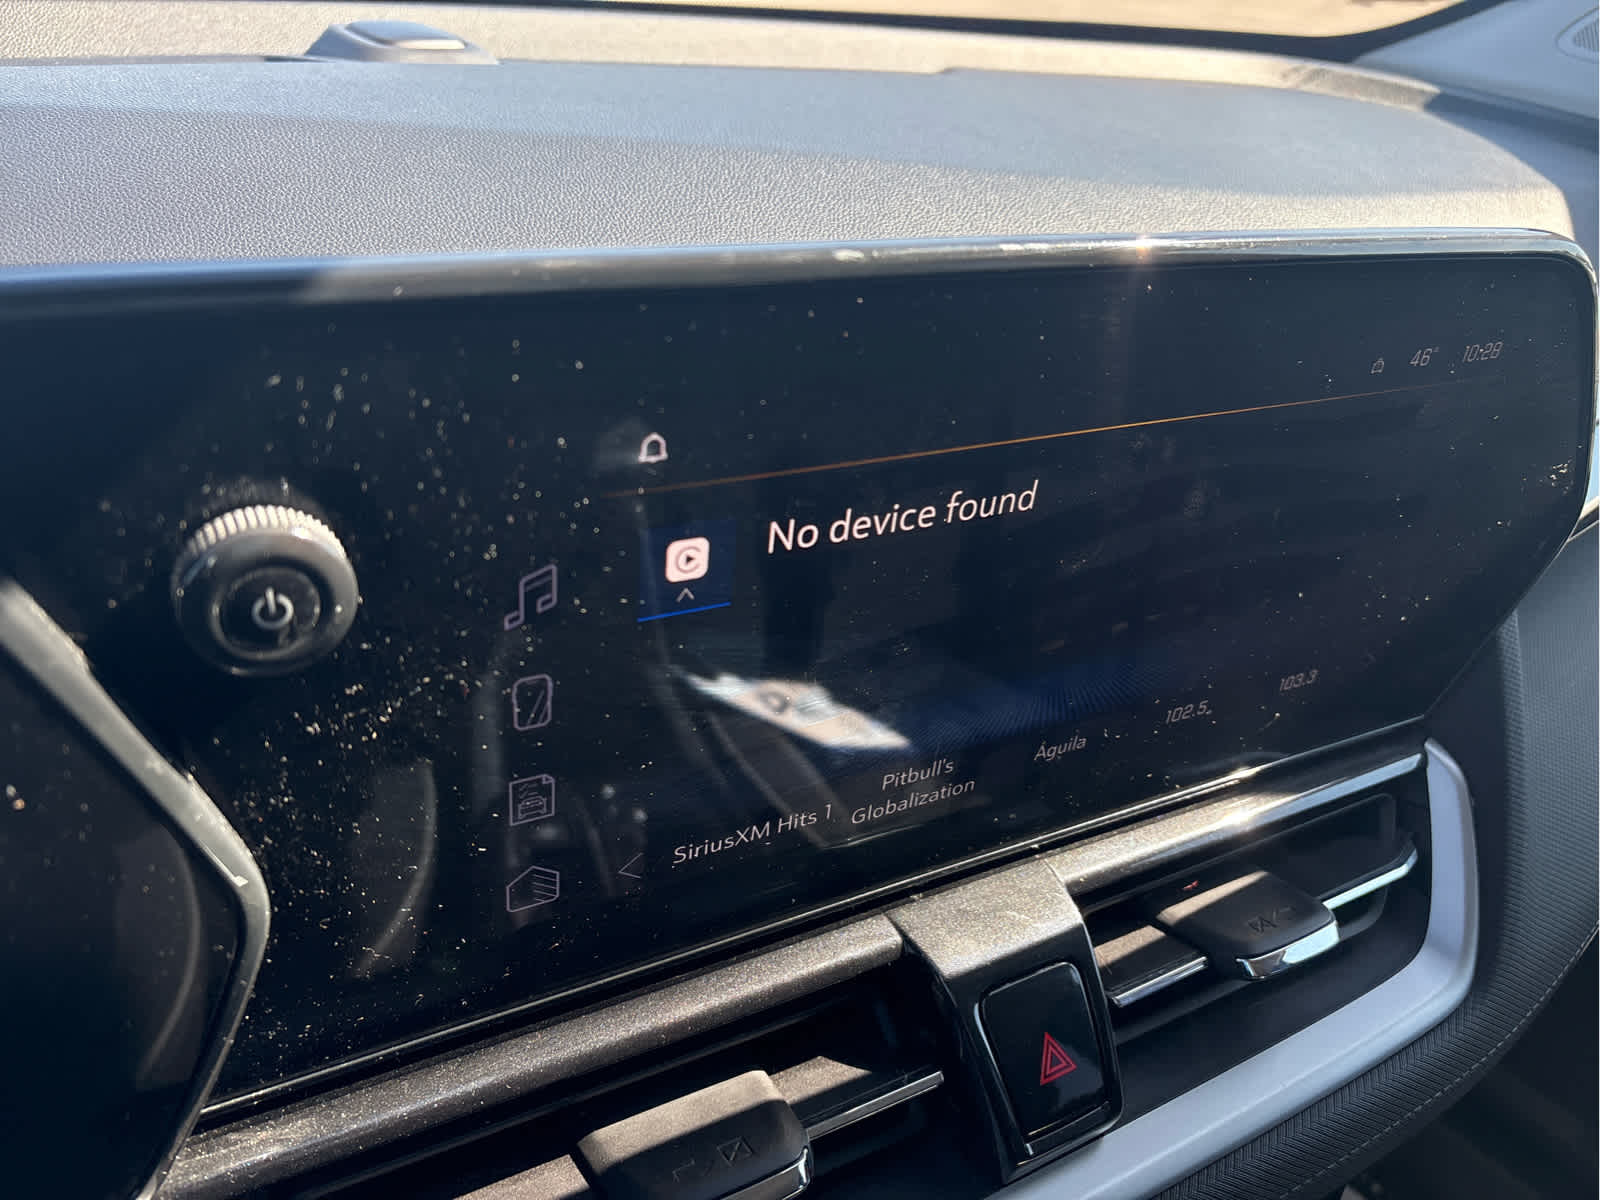 46° 10:28
No device found
SiriusXM Hits 1
Pitbull's
Globalization
Águila
102.5
103.3